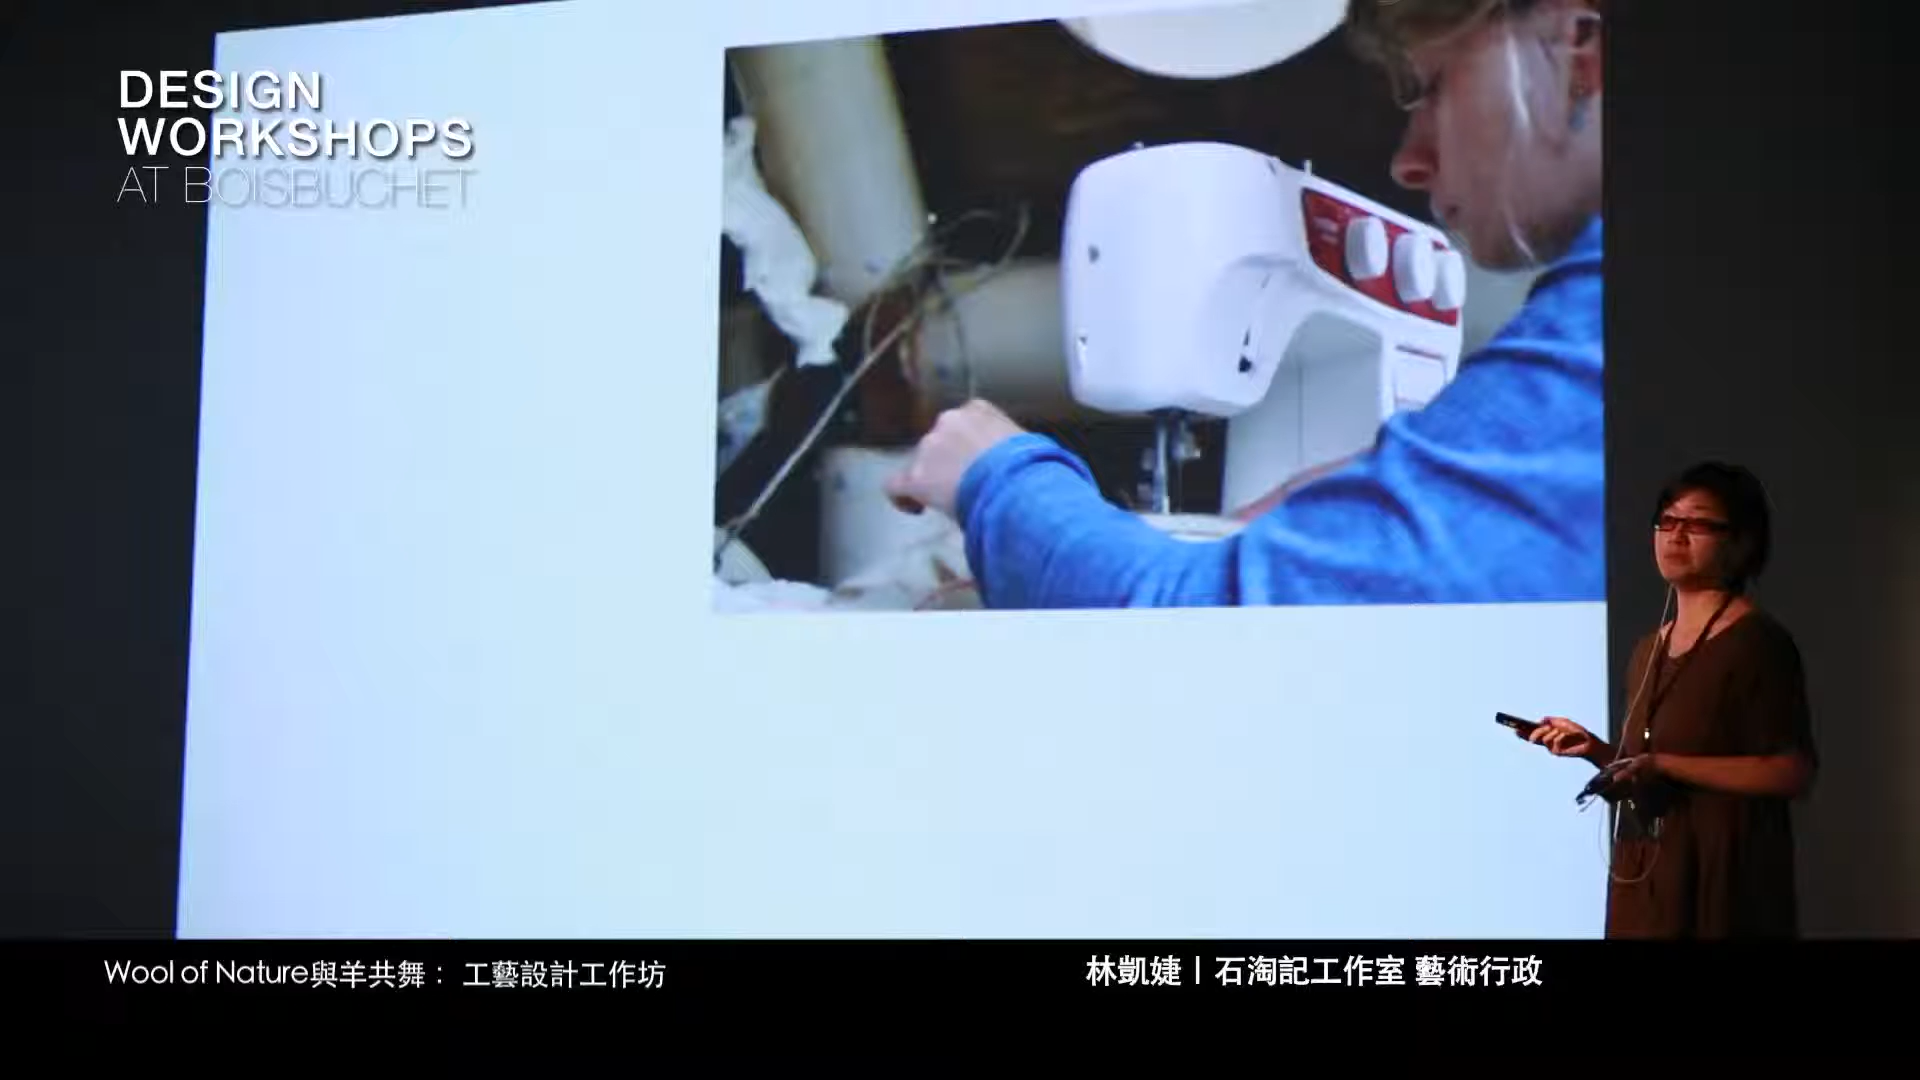 DESIGN
WORKSHOPS
AT BOISBUCHET
Wool of Nature與羊共舞： 工藝設計工作坊
林凱婕 | 石淘記工作室 藝術行政